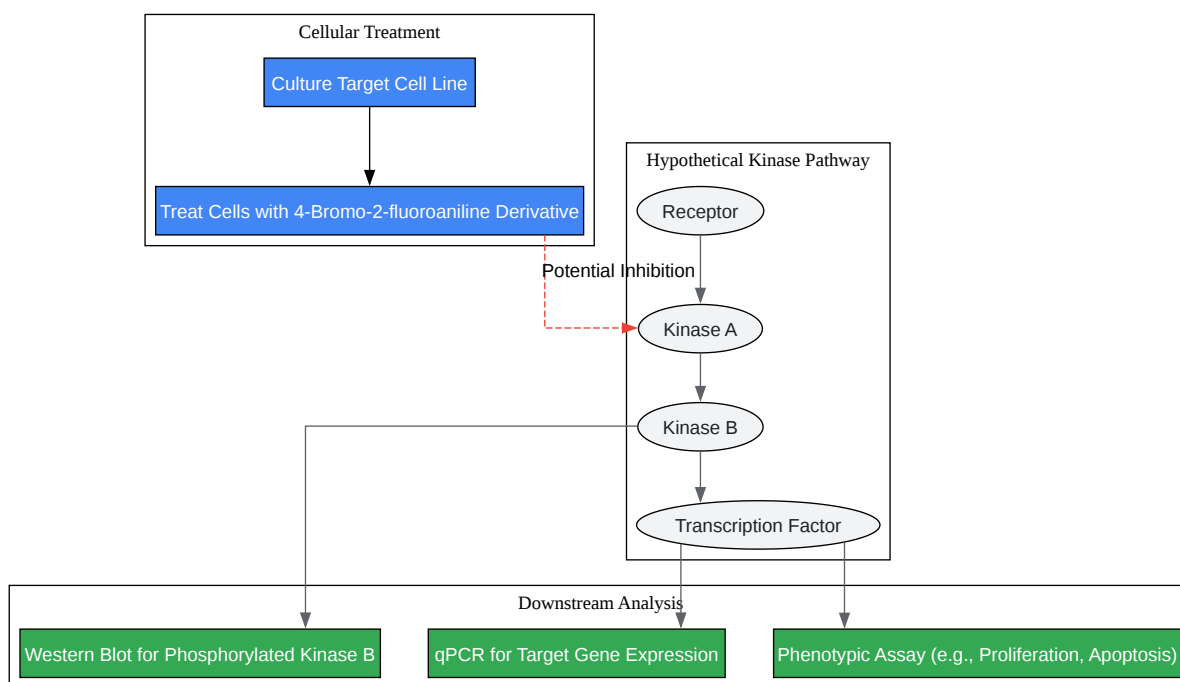 Cellular Treatment
Culture Target Cell Line
Treat Cells with 4-Bromo-2-fluoroaniline Derivative
Hypothetical Kinase Pathway
Receptor
Potential Inhibition
Kinase A
Kinase B
Transcription Factor
Downstream Analysis
Western Blot for Phosphorylated Kinase B
qPCR for Target Gene Expression
Phenotypic Assay (e.g., Proliferation, Apoptosis)